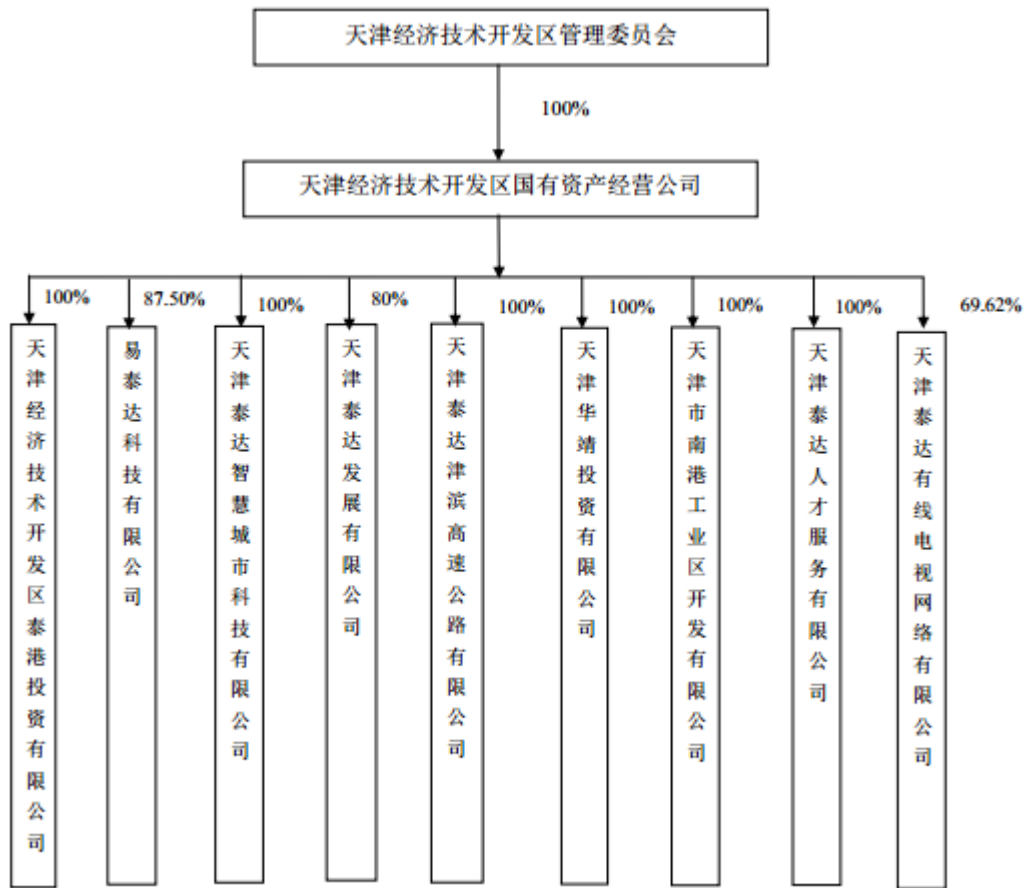 天津经济技术开发区管理委员会
100%
天津经济技术开发区国有资产经营公司
100%
87.50%
100%
80%
100%
100%
100%
100%
69.62%
天津经济技术开发区泰港投资有限公司
易泰达科技有限公司
天津泰达智慧城市科技有限公司
天津泰达发展有限公司
天津泰达津滨高速公路有限公司
天津华靖投资有限公司
天津市南港工业区开发有限公司
天津泰达人才服务有限公司
天津泰达有线电视网络有限公司